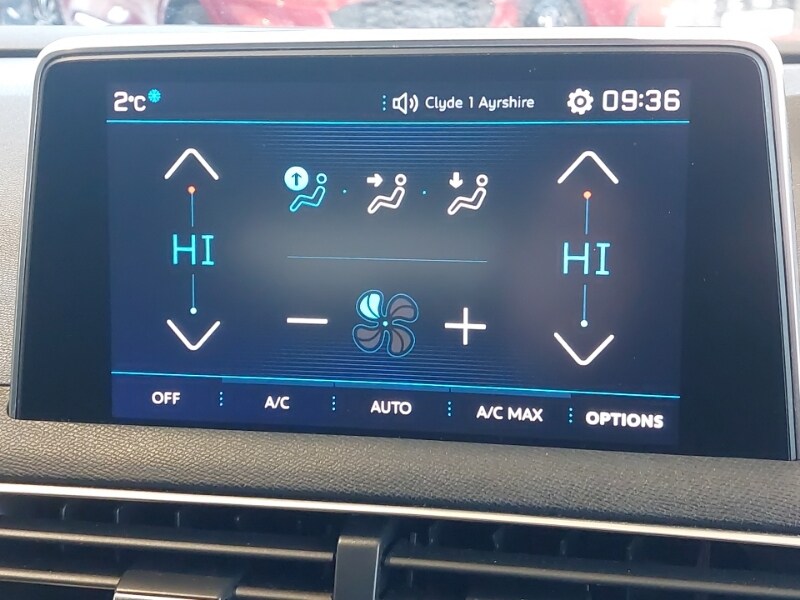 2°C Clyde 1 Ayrshire 09:36
HI HI
OFF A/C AUTO A/C MAX OPTIONS